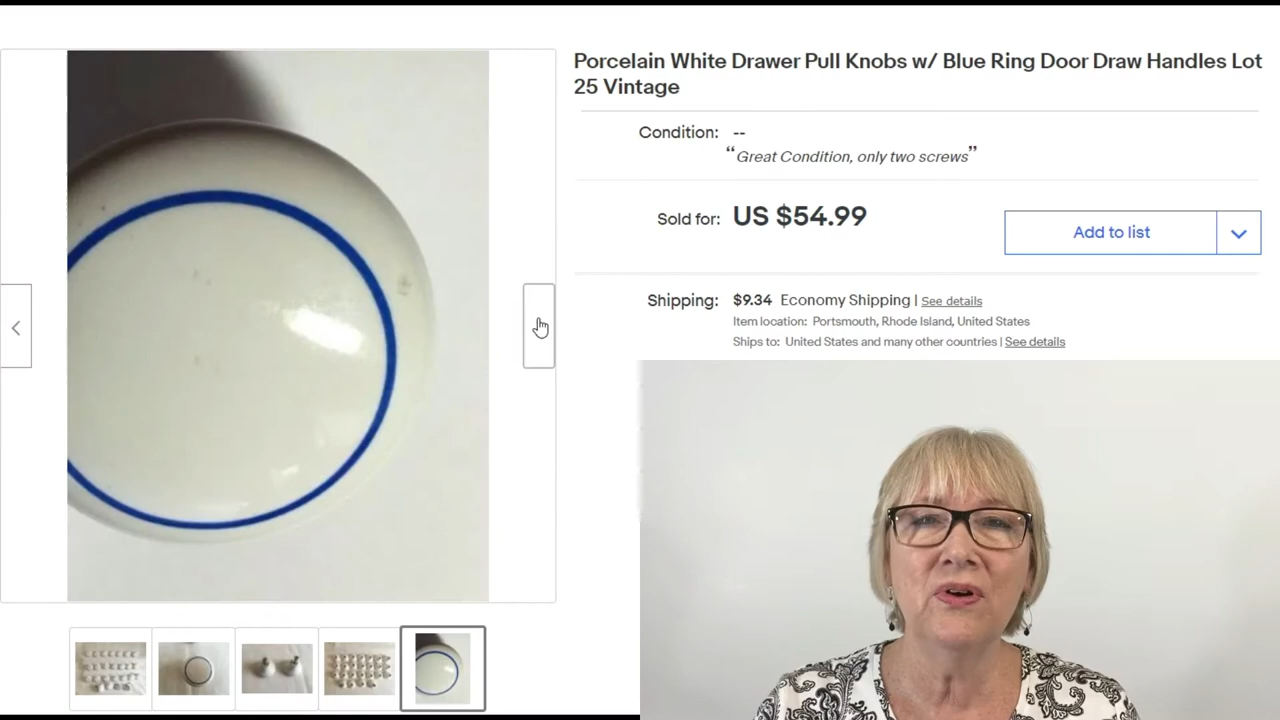 Porcelain White Drawer Pull Knobs w/ Blue Ring Door Draw Handles Lot
25 Vintage
Condition: --
“Great Condition, only two screws”
Sold for: US $54.99
Add to list
Shipping: $9.34 Economy Shipping | See details
Item location: Portsmouth, Rhode Island, United States
Ships to: United States and many other countries | See details